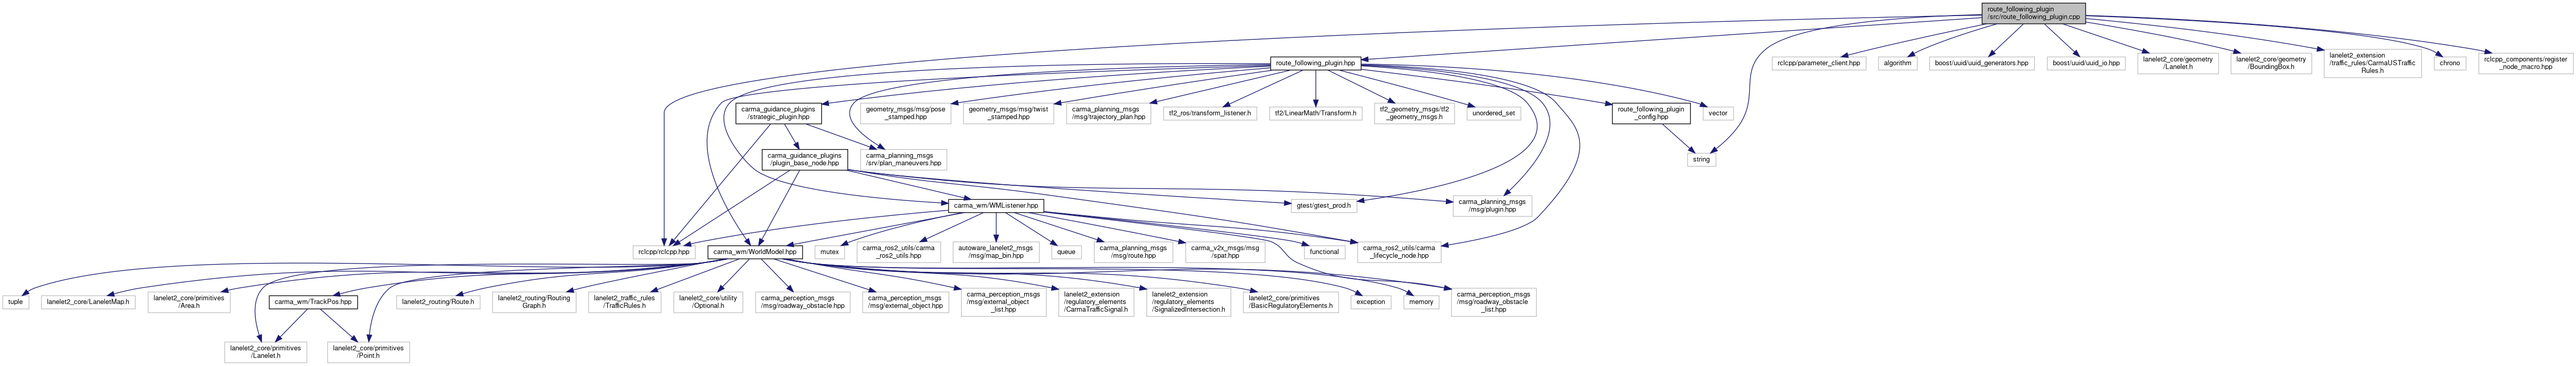 route_following_plugin
/src/route_following_plugin.cpp
route_following_plugin.hpp
rclcpp/parameter_client.hpp
algorithm
boost/uuid/uuid_generators.hpp
boost/uuid/uuid_io.hpp
lanelet2_core/geometry
/Lanelet.h
lanelet2_core/geometry
/BoundingBox.h
lanelet2_extension
/traffic_rules/CarmaUSTraffic
Rules.h
chrono
rclcpp_components/register
_node_macro.hpp
carma_guidance_plugins
/strategic_plugin.hpp
geometry_msgs/msg/pose
_stamped.hpp
geometry_msgs/msg/twist
_stamped.hpp
carma_planning_msgs
/msg/trajectory_plan.hpp
tf2_ros/transform_listener.h
tf2/LinearMath/Transform.h
tf2_geometry_msgs/tf2
_geometry_msgs.h
unordered_set
route_following_plugin
_config.hpp
vector
carma_guidance_plugins
/plugin_base_node.hpp
carma_planning_msgs
/srv/plan_maneuvers.hpp
string
carma_wm/WMListener.hpp
gtest/gtest_prod.h
carma_planning_msgs
/msg/plugin.hpp
rclcpp/rclcpp.hpp
carma_wm/WorldModel.hpp
mutex
carma_ros2_utils/carma
_ros2_utils.hpp
autoware_lanelet2_msgs
/msg/map_bin.hpp
queue
carma_planning_msgs
/msg/route.hpp
carma_v2x_msgs/msg
/spat.hpp
functional
carma_ros2_utils/carma
_lifecycle_node.hpp
tuple
lanelet2_core/LaneletMap.h
lanelet2_core/primitives
/Area.h
carma_wm/TrackPos.hpp
lanelet2_routing/Route.h
lanelet2_routing/Routing
Graph.h
lanelet2_traffic_rules
/TrafficRules.h
lanelet2_core/utility
/Optional.h
carma_perception_msgs
/msg/roadway_obstacle.hpp
carma_perception_msgs
/msg/external_object.hpp
carma_perception_msgs
/msg/external_object
_list.hpp
lanelet2_extension
/regulatory_elements
/CarmaTrafficSignal.h
lanelet2_extension
/regulatory_elements
/SignalizedIntersection.h
lanelet2_core/primitives
/BasicRegulatoryElements.h
exception
memory
carma_perception_msgs
/msg/roadway_obstacle
_list.hpp
lanelet2_core/primitives
/Lanelet.h
lanelet2_core/primitives
/Point.h